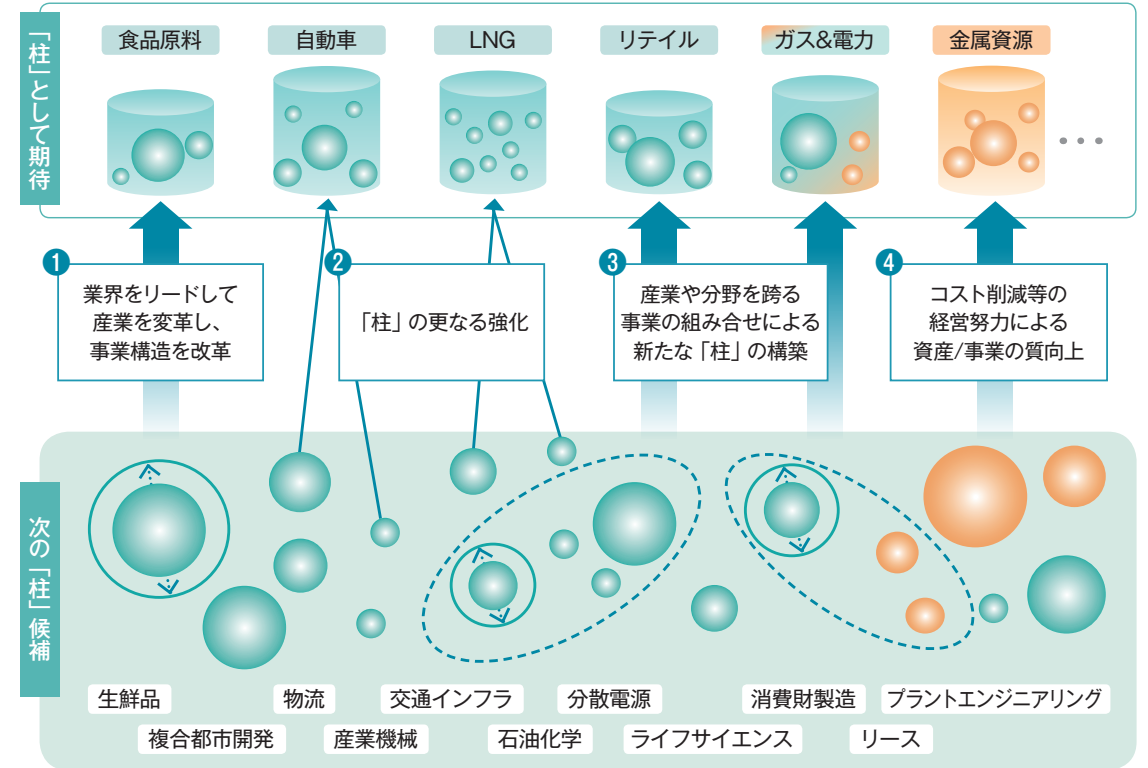 「柱」として期待
食品原料
自動車
LNG
リテイル
ガス&電力
金属資源
•••
1
業界をリードして
産業を変革し、
事業構造を改革
2
「柱」の更なる強化
3
産業や分野を跨る
事業の組み合せによる
新たな「柱」の構築
4
コスト削減等の
経営努力による
資産/事業の質向上
次の「柱」候補
生鮮品
物流
交通インフラ
分散電源
消費財製造
プラントエンジニアリング
複合都市開発
産業機械
石油化学
ライフサイエンス
リース